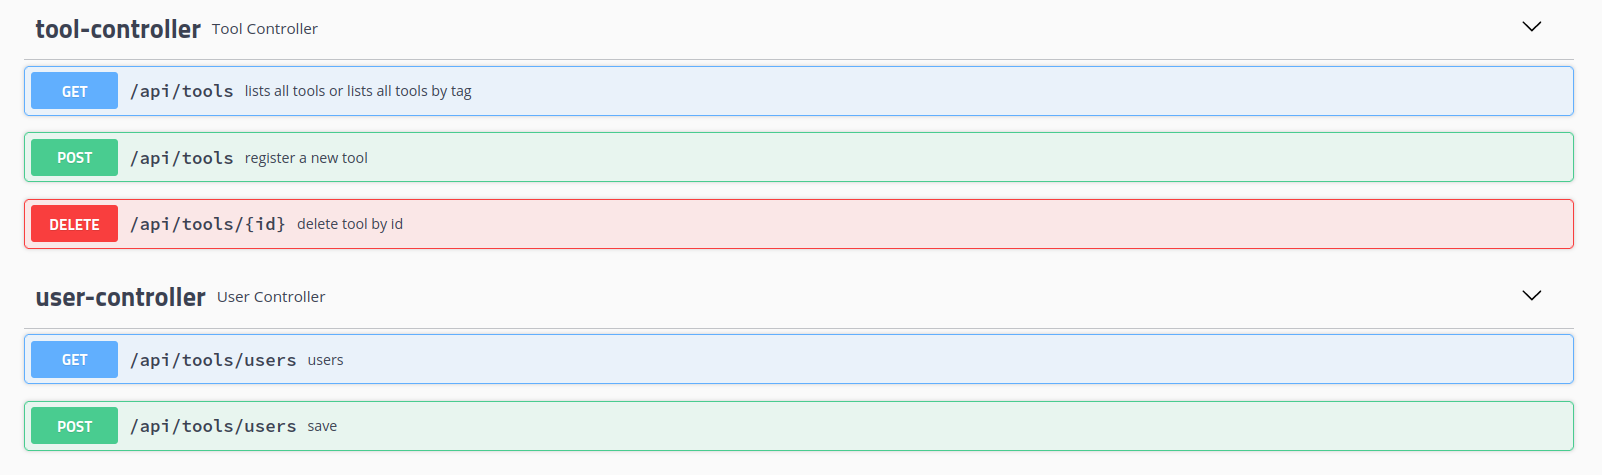 tool-controller Tool Controller
GET /api/tools lists all tools or lists all tools by tag
POST /api/tools register a new tool
DELETE /api/tools/{id} delete tool by id
user-controller User Controller
GET /api/tools/users users
POST /api/tools/users save